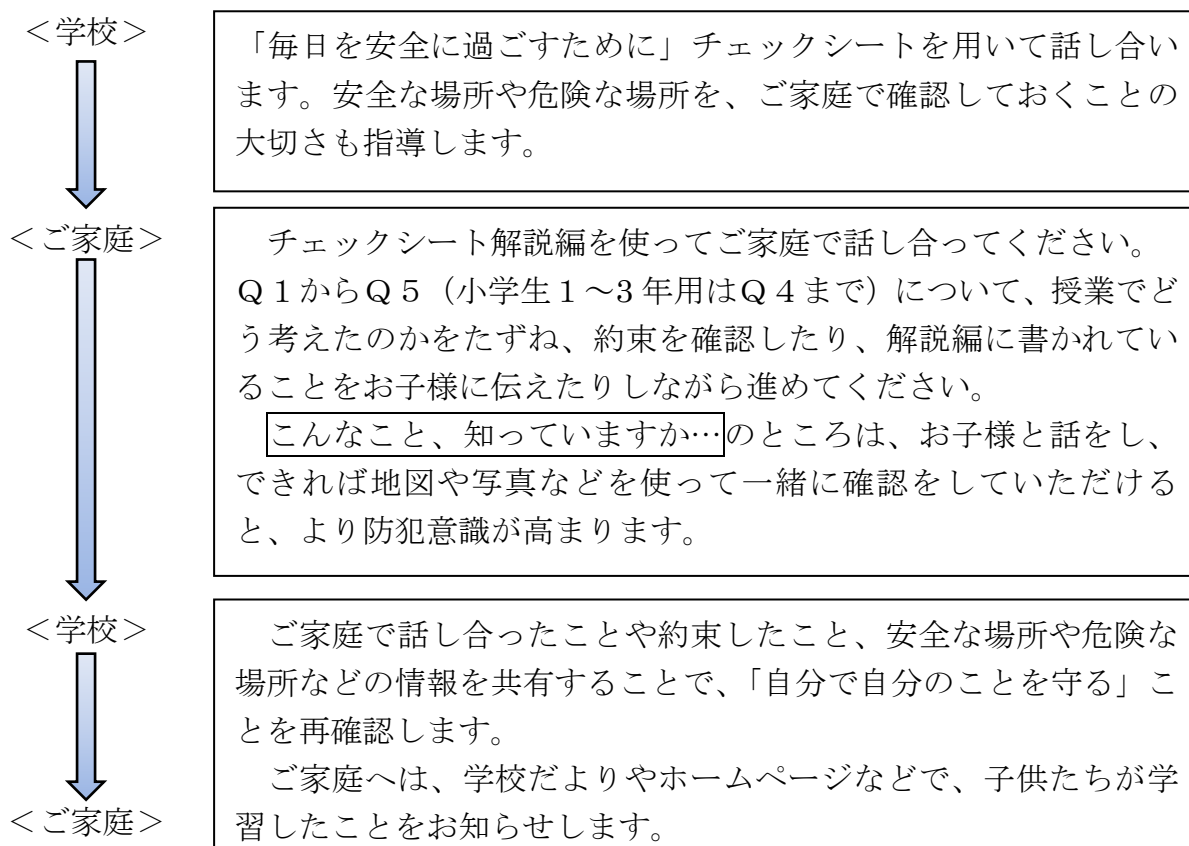 ＜学校＞
「毎日を安全に過ごすために」チェックシートを用いて話し合い
ます。安全な場所や危険な場所を、ご家庭で確認しておくことの
大切さも指導します。
＜ご家庭＞
　チェックシート解説編を使ってご家庭で話し合ってください。
Ｑ１からＱ５（小学生１～3 年用はＱ４まで）について、授業でど
う考えたのかをたずね、約束を確認したり、解説編に書かれてい
ることをお子様に伝えたりしながら進めてください。
　こんなこと、知っていますか…のところは、お子様と話をし、
できれば地図や写真などを使って一緒に確認をしていただける
と、より防犯意識が高まります。
＜学校＞
　ご家庭で話し合ったことや約束したこと、安全な場所や危険な
場所などの情報を共有することで、「自分で自分のことを守る」こ
とを再確認します。
　ご家庭へは、学校だよりやホームページなどで、子供たちが学
習したことをお知らせします。
＜ご家庭＞